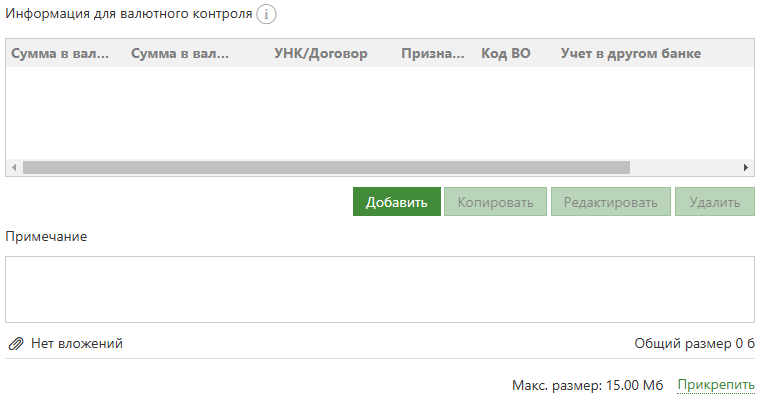 Информация для валютного контроля
Сумма в вал... Сумма в вал... УНК/Договор Призна... Код ВО Учет в другом банке
Добавить Копировать Редактировать Удалить
Примечание
Нет вложений Общий размер 0 б
Макс. размер: 15.00 Мб Прикрепить